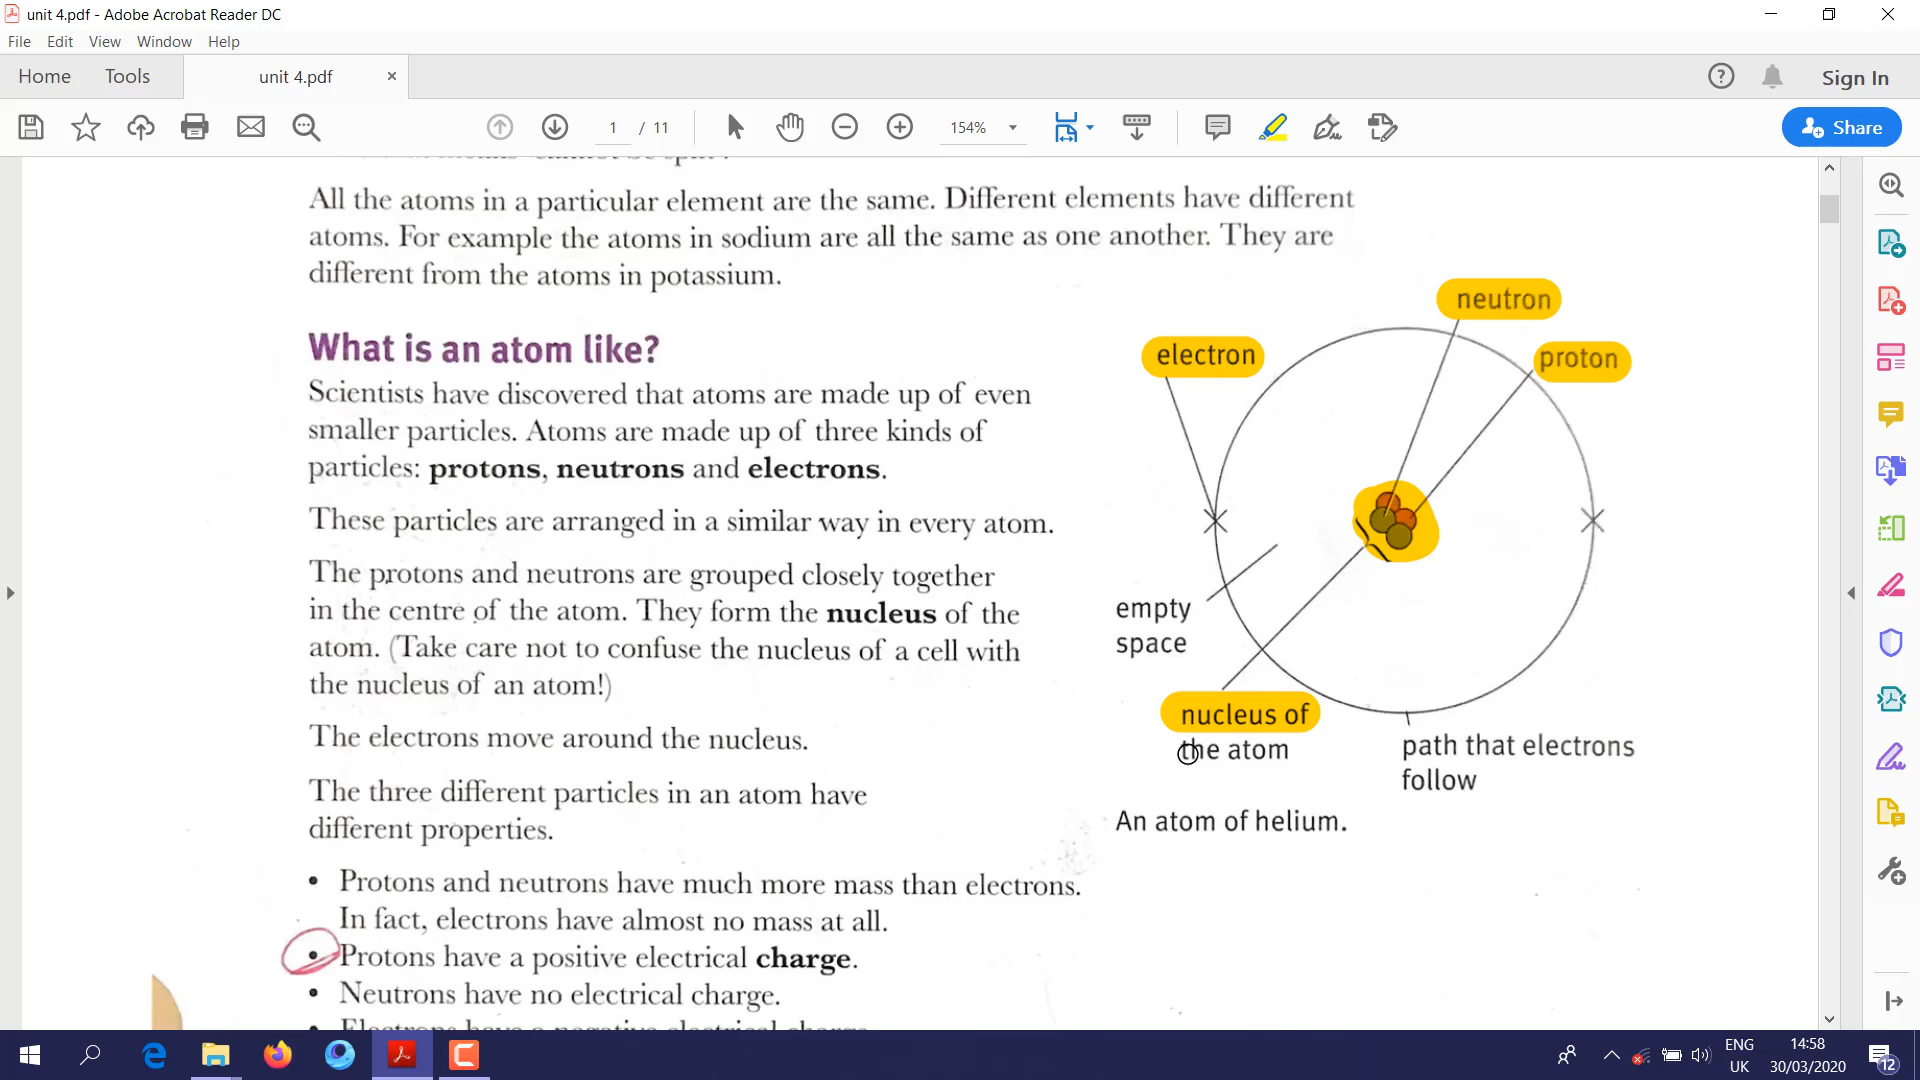 unit 4.pdf - Adobe Acrobat Reader DC
File Edit View Window Help
Home Tools unit 4.pdf × Sign In
1 / 11 154% Share
All the atoms in a particular element are the same. Different elements have different
atoms. For example the atoms in sodium are all the same as one another. They are
different from the atoms in potassium.
What is an atom like?
Scientists have discovered that atoms are made up of even
smaller particles. Atoms are made up of three kinds of
particles: protons, neutrons and electrons.
These particles are arranged in a similar way in every atom.
The protons and neutrons are grouped closely together
in the centre of the atom. They form the nucleus of the
atom. (Take care not to confuse the nucleus of a cell with
the nucleus of an atom!)
The electrons move around the nucleus.
The three different particles in an atom have
different properties.
• Protons and neutrons have much more mass than electrons.
In fact, electrons have almost no mass at all.
• Protons have a positive electrical charge.
• Neutrons have no electrical charge.
• Electrons have a negative electrical charge
neutron
electron
proton
empty
space
nucleus of
the atom
path that electrons
follow
An atom of helium.
ENG
UK
14:58
30/03/2020
12